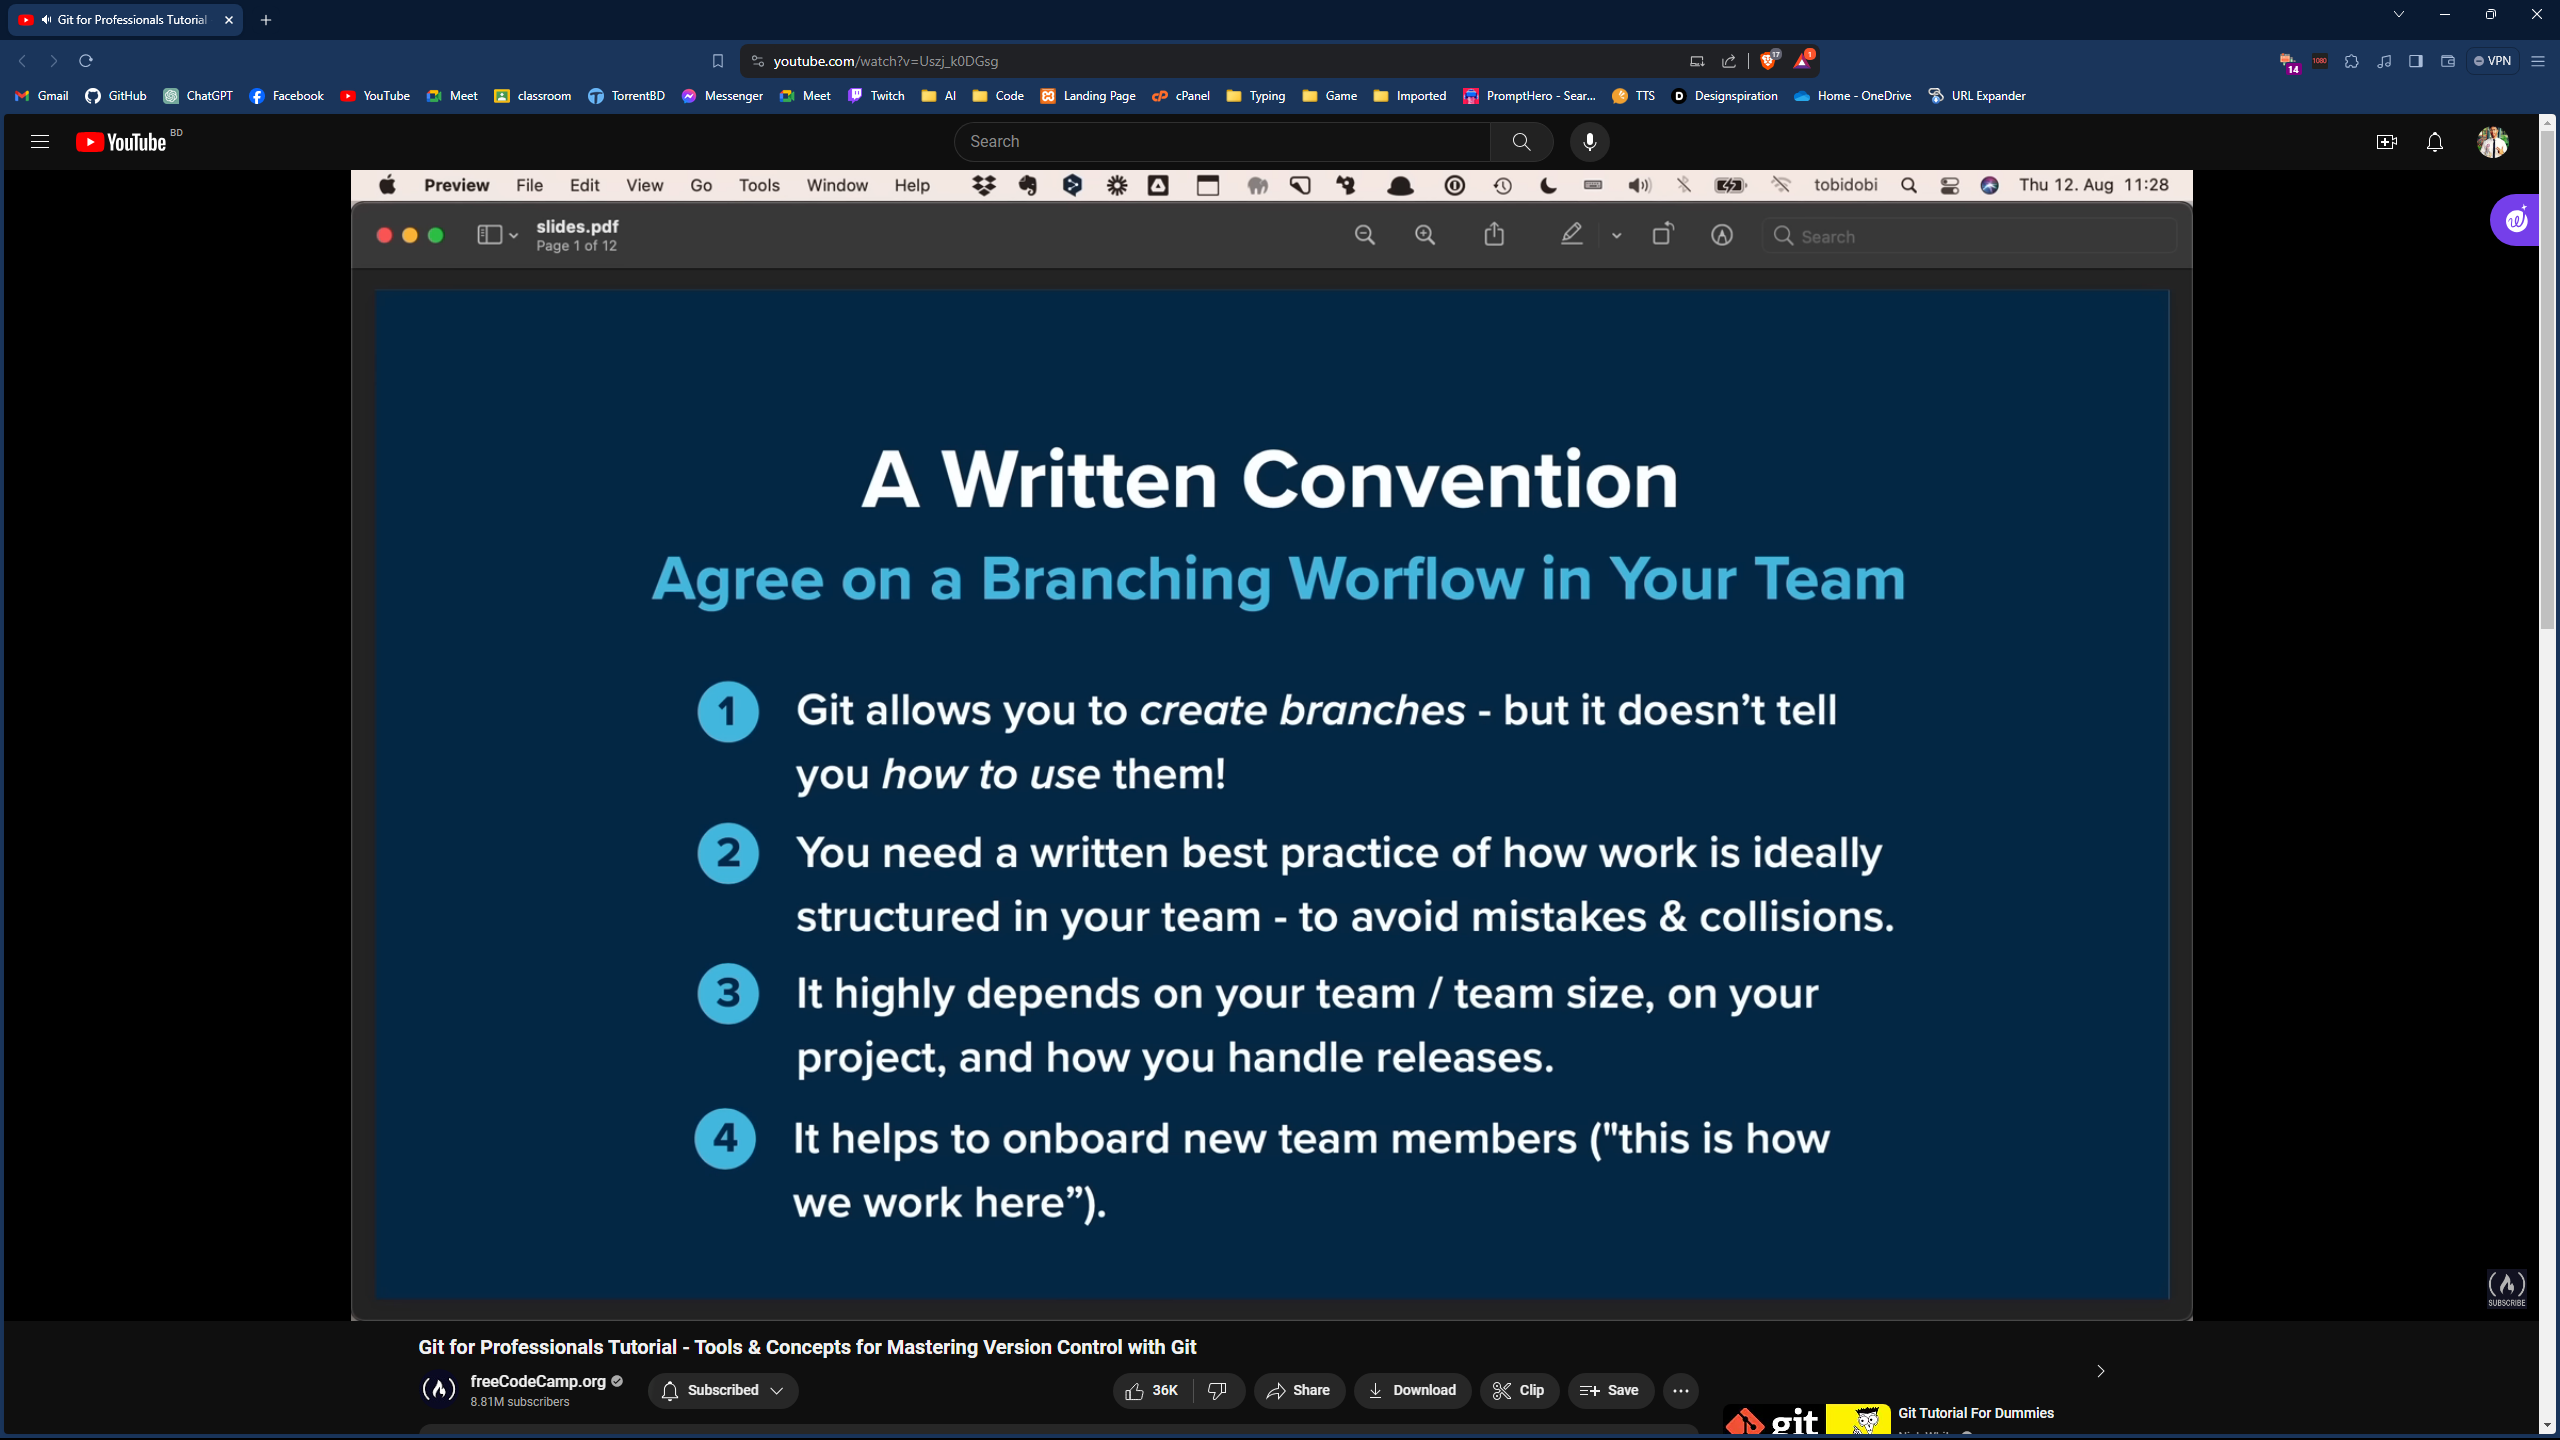 Git for Professionals Tutorial
youtube.com/watch?v=Uszj_k0DGsg
17
1
14
1080
VPN
Gmail GitHub ChatGPT Facebook YouTube Meet classroom TorrentBD Messenger Meet Twitch AI Code Landing Page cPanel Typing Game Imported PromptHero - Sear... TTS Designspiration Home - OneDrive URL Expander
YouTube BD
Search
Preview File Edit View Go Tools Window Help tobidobi Thu 12. Aug 11:28
slides.pdf
Page 1 of 12
Search
A Written Convention
Agree on a Branching Worflow in Your Team
1 Git allows you to create branches - but it doesn’t tell
you how to use them!
2 You need a written best practice of how work is ideally
structured in your team - to avoid mistakes & collisions.
3 It highly depends on your team / team size, on your
project, and how you handle releases.
4 It helps to onboard new team members ("this is how
we work here”).
SUBSCRIBE
Git for Professionals Tutorial - Tools & Concepts for Mastering Version Control with Git
freeCodeCamp.org
8.81M subscribers
Subscribed
36K
Share
Download
Clip
Save
git
Git Tutorial For Dummies